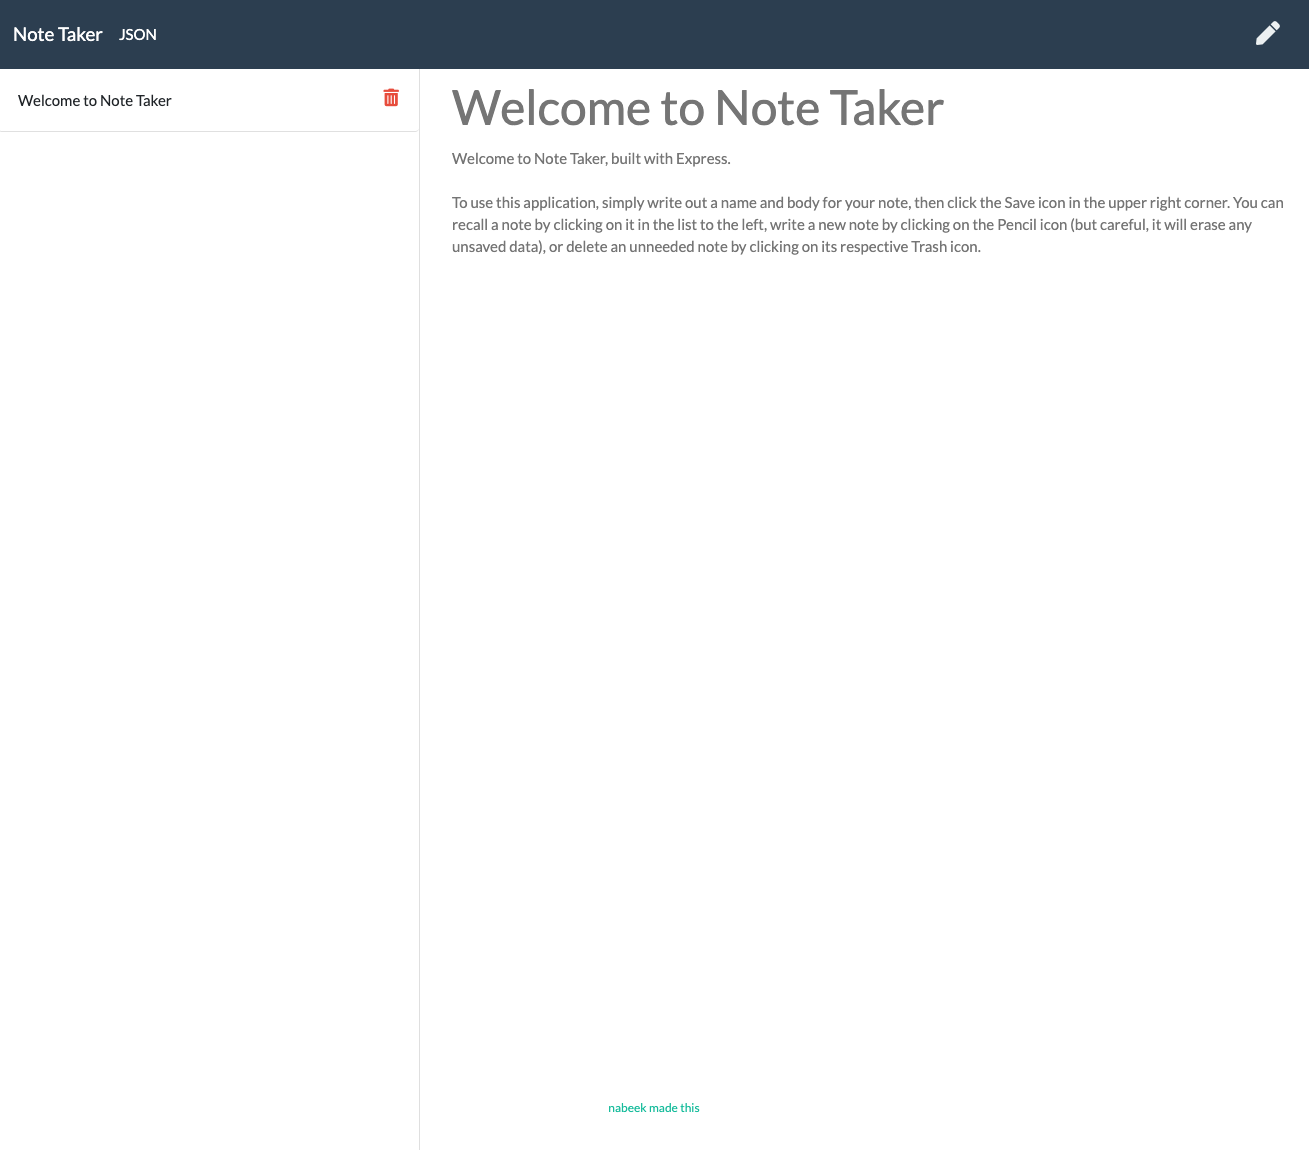 Note Taker JSON
Welcome to Note Taker
Welcome to Note Taker
Welcome to Note Taker, built with Express.
To use this application, simply write out a name and body for your note, then click the Save icon in the upper right corner. You can
recall a note by clicking on it in the list to the left, write a new note by clicking on the Pencil icon (but careful, it will erase any
unsaved data), or delete an unneeded note by clicking on its respective Trash icon.
nabeek made this